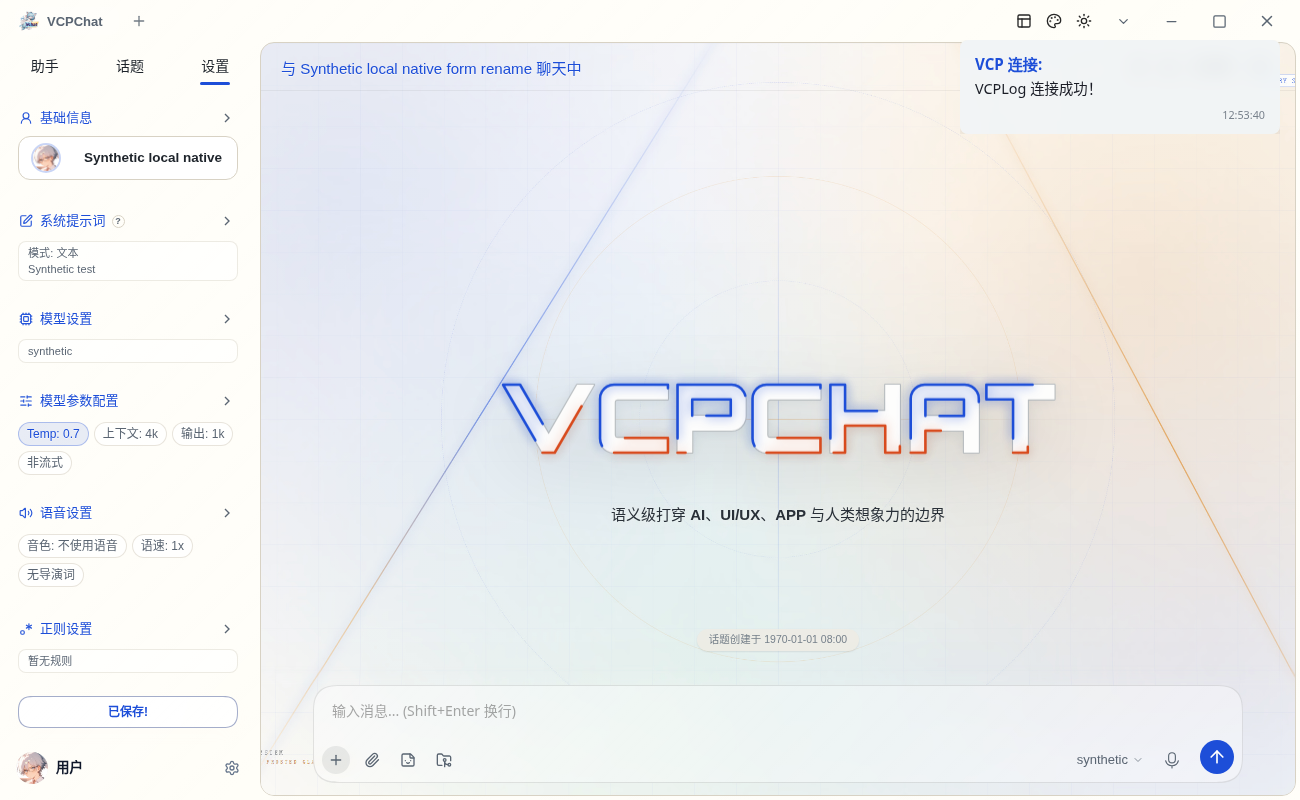 VCPChat
助手
话题
设置
基础信息
Synthetic local native
系统提示词 ?
模式: 文本
Synthetic test
模型设置
synthetic
模型参数配置
Temp: 0.7
上下文: 4k
输出: 1k
非流式
语音设置
音色: 不使用语音
语速: 1x
无导演词
正则设置
暂无规则
已保存!
用户
与 Synthetic local native form rename 聊天中
VCP 连接:
VCPLog 连接成功!
12:53:40
VCPCHAT
语义级打穿 AI、UI/UX、APP 与人类想象力的边界
话题创建于 1970-01-01 08:00
输入消息... (Shift+Enter 换行)
synthetic